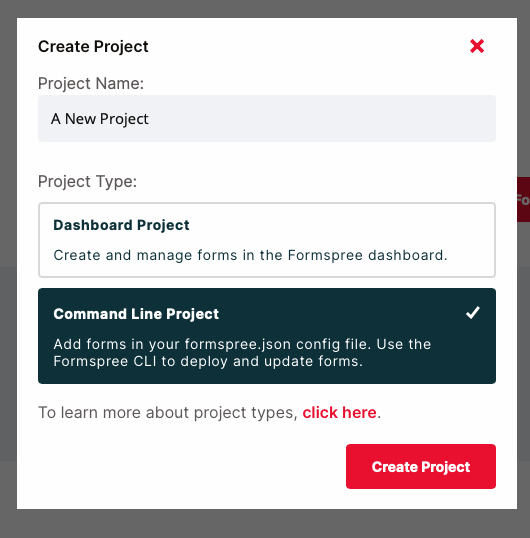 Create Project
Project Name:
A New Project
Project Type:
Dashboard Project
Create and manage forms in the Formspree dashboard.
Command Line Project
Add forms in your formspree.json config file. Use the
Formspree CLI to deploy and update forms.
To learn more about project types, click here.
Create Project